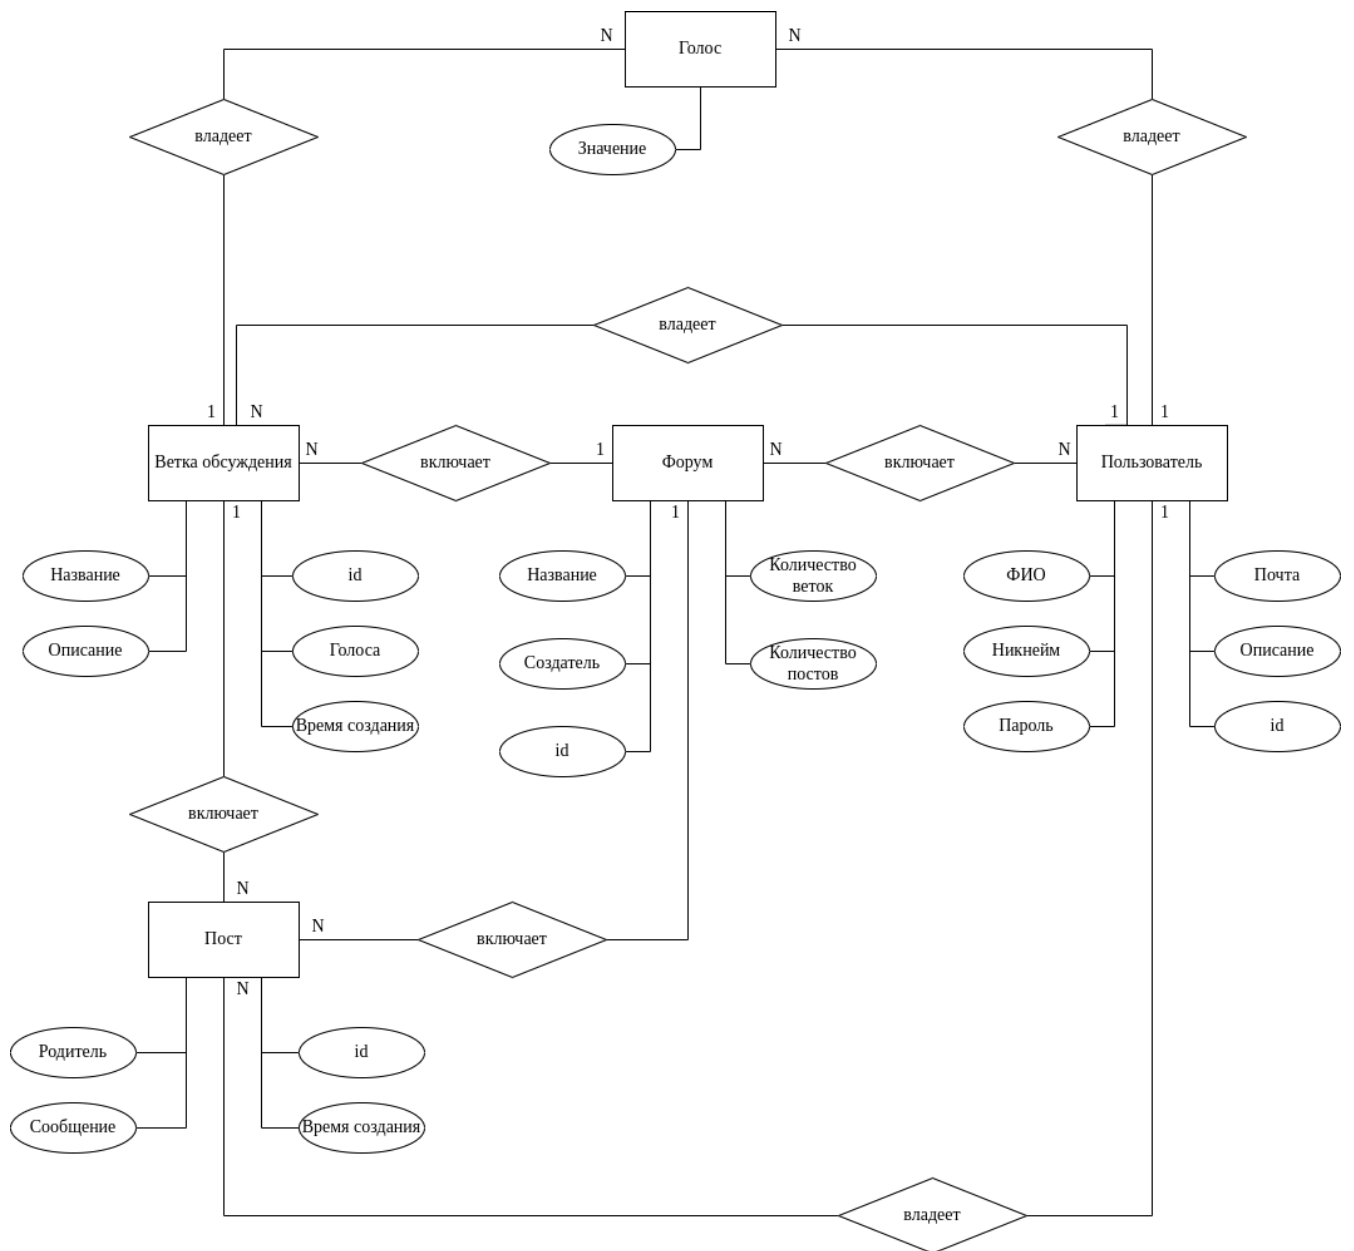 N
Голос
N
владеет
Значение
владеет
владеет
1
N
1
1
Ветка обсуждения
N
включает
1
Форум
N
включает
N
Пользователь
1
1
1
Название
id
Название
Количество
веток
ФИО
Почта
Описание
Голоса
Создатель
Количество
постов
Никнейм
Описание
Время создания
id
Пароль
id
включает
N
Пост
N
включает
N
Родитель
id
Сообщение
Время создания
владеет